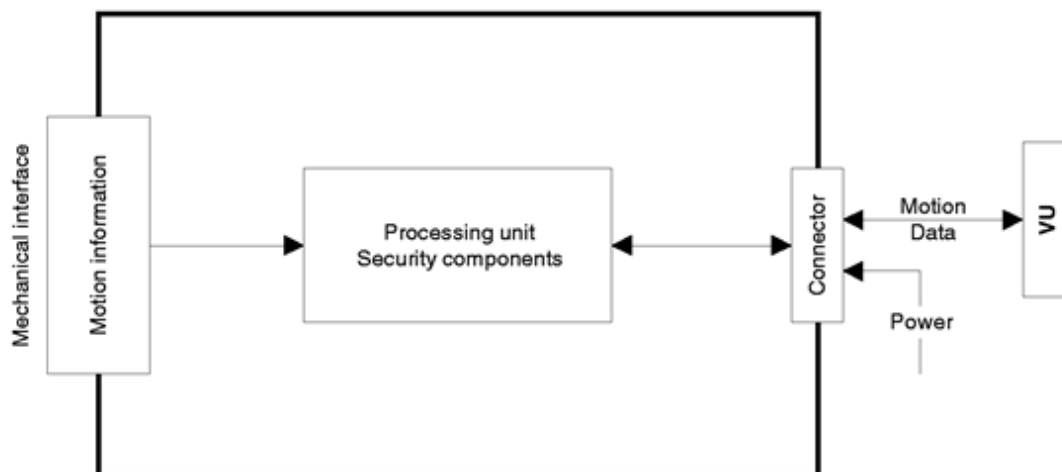 Mechanical interface
Motion information
Processing unit
Security components
Connector
Motion
Data
Power
VU